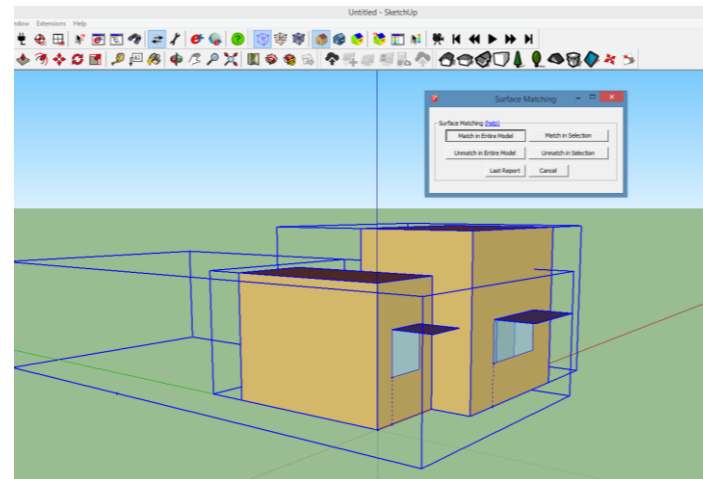 Untitled - SketchUp
ndow Extensions Help
Surface Matching
Surface Matching (help)
Match in Entire Model Match in Selection
Unmatch in Entire Model Unmatch in Selection
Last Report Cancel